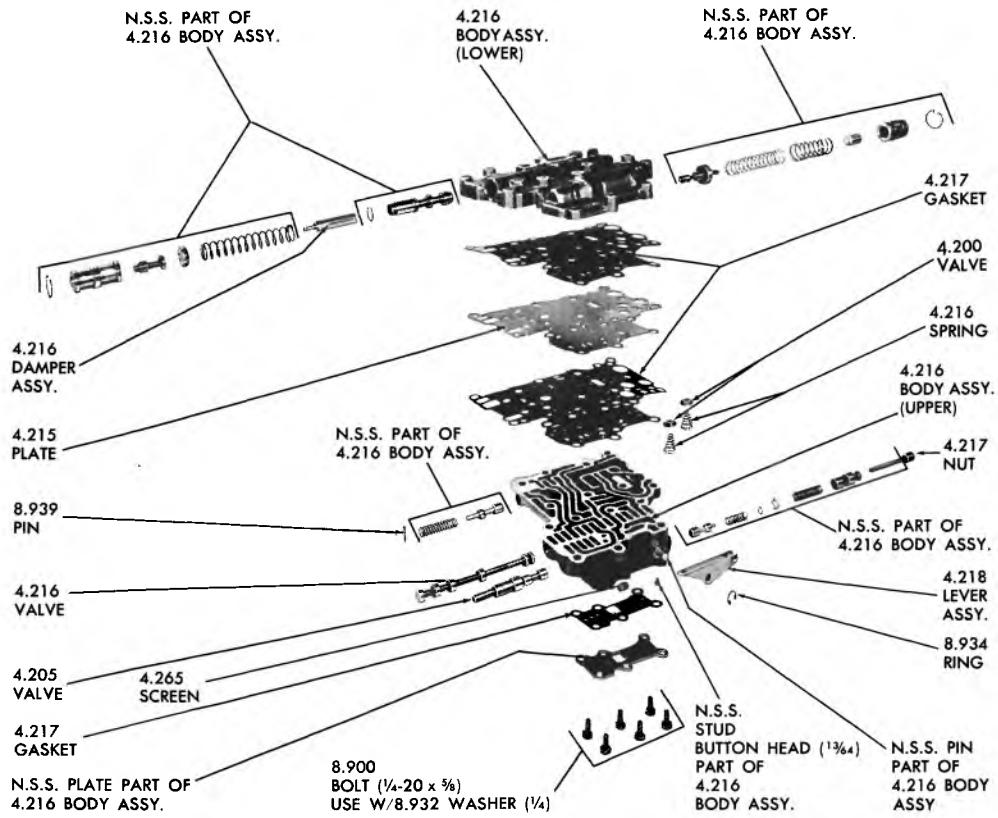 N.S.S. PART OF
4.216 BODY ASSY.
4.216
BODY ASSY.
(LOWER)
N.S.S. PART OF
4.216 BODY ASSY.
4.217
GASKET
4.200
VALVE
4.216
SPRING
4.216
BODY ASSY.
(UPPER)
4.216
DAMPER
ASSY.
4.215
PLATE
N.S.S. PART OF
4.216 BODY ASSY.
4.217
NUT
8.939
PIN
N.S.S. PART OF
4.216 BODY ASSY.
4.216
VALVE
4.218
LEVER
ASSY.
8.934
RING
4.205
VALVE
4.265
SCREEN
4.217
GASKET
N.S.S. PLATE PART OF
4.216 BODY ASSY.
8.900
BOLT (¼-20 x ⅝)
USE W/8.932 WASHER (¼)
N.S.S.
STUD
BUTTON HEAD (13⁄64)
PART OF
4.216
BODY ASSY.
N.S.S. PIN
PART OF
4.216 BODY
ASSY